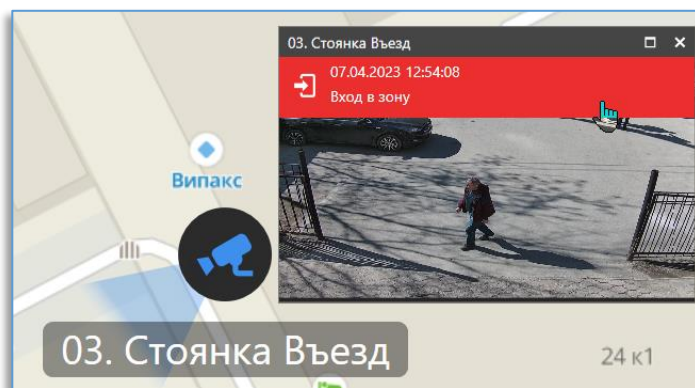 03. Стоянка Въезд
07.04.2023 12:54:08
Вход в зону
Випакс
03. Стоянка Въезд
24 к1